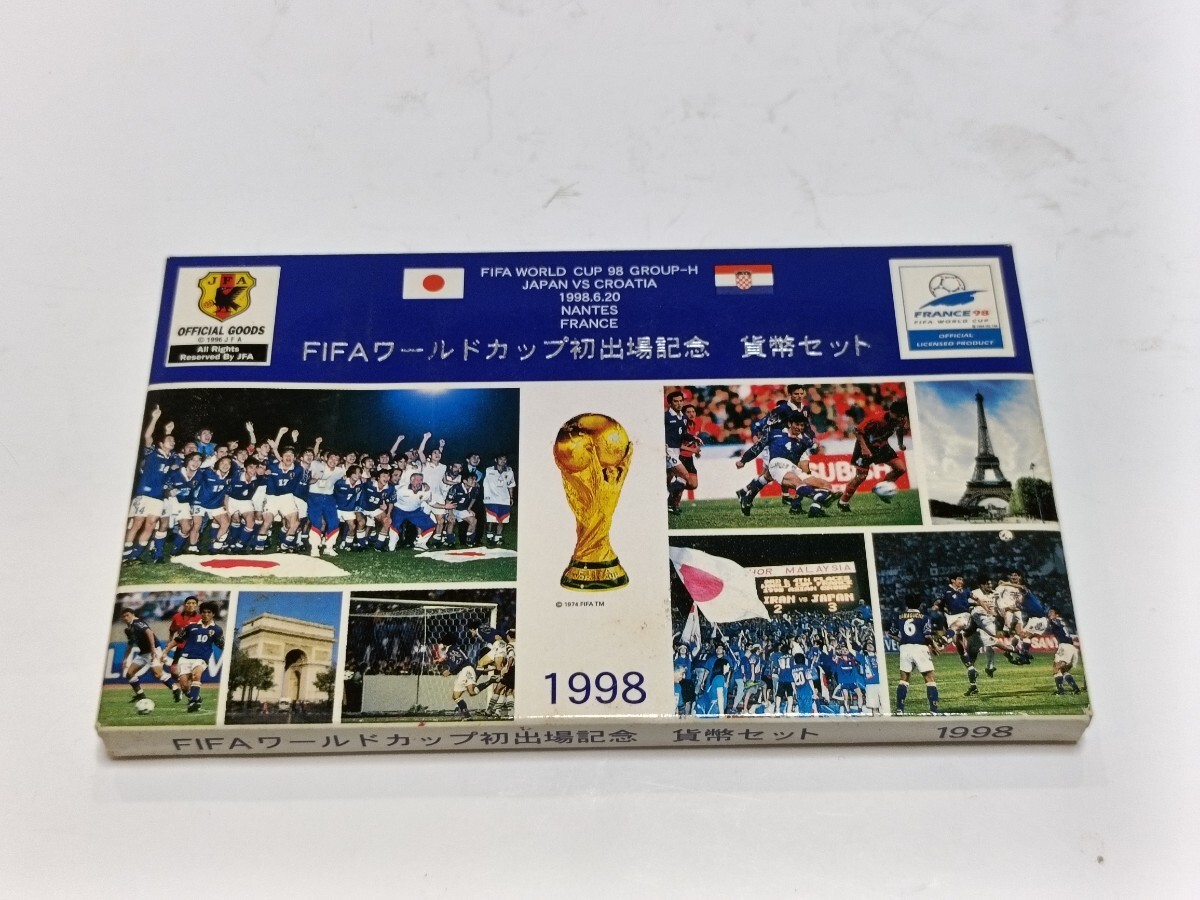 JFA
OFFICIAL GOODS
© 1996 J F A
All Rights
Reserved By JFA
FIFA WORLD CUP 98 GROUP-H
JAPAN VS CROATIA
1998.6.20
NANTES
FRANCE
FIFAワールドカップ初出場記念 貨幣セット
FRANCE 98
FIFA WORLD CUP
OFFICIAL
LICENSED PRODUCT
© 1974 FIFA TM
1998
HOR MALAYSIA
IRAN VS JAPAN
2 3
10
6
FIFAワールドカップ初出場記念 貨幣セット 1998